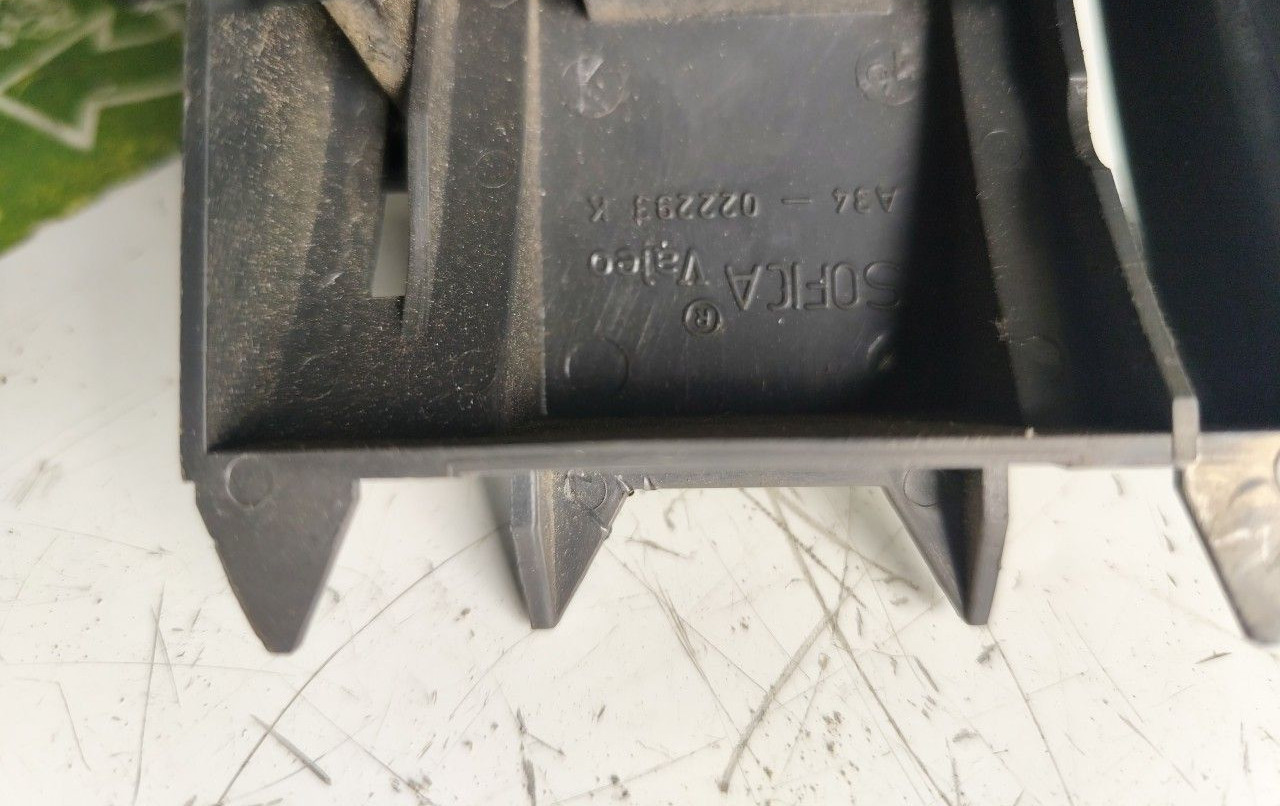 SOFICA ® Valeo
A34 — 022293 K
K